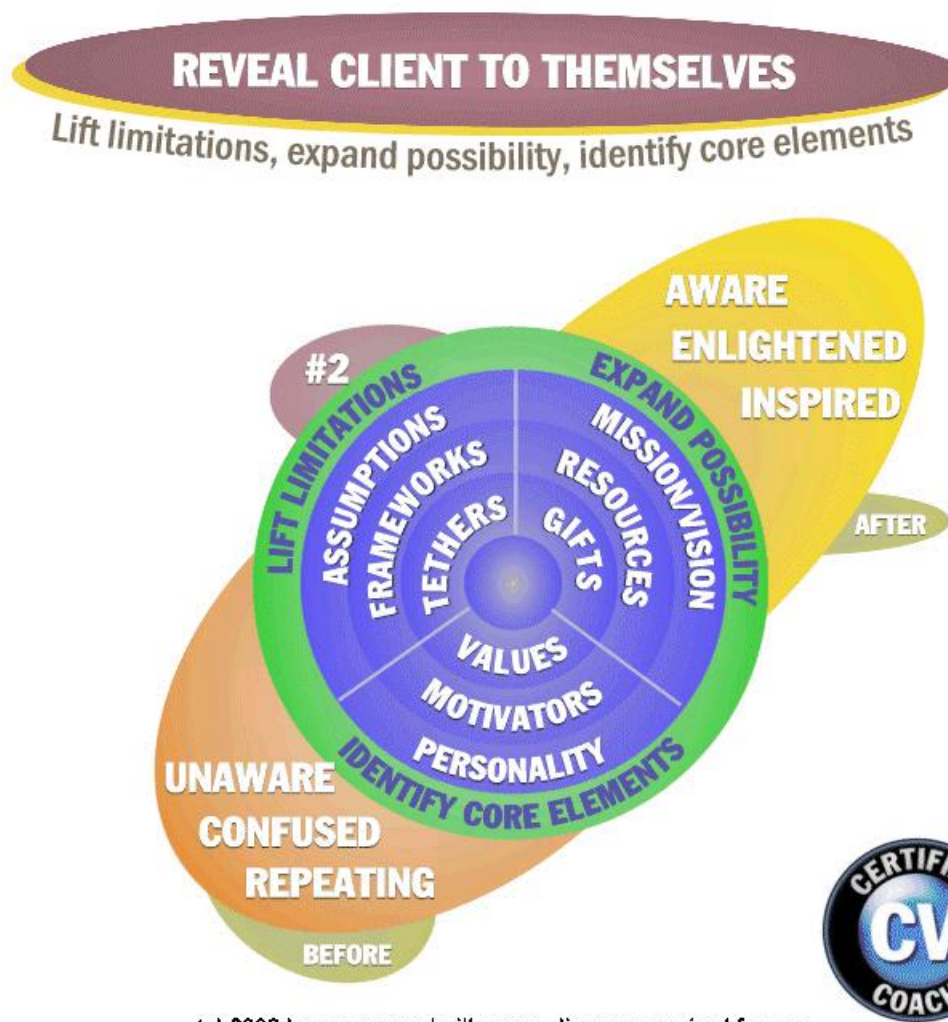 REVEAL CLIENT TO THEMSELVES
Lift limitations, expand possibility, identify core elements
AWARE
ENLIGHTENED
INSPIRED
AFTER
#2
LIFT LIMITATIONS
ASSUMPTIONS
FRAMEWORKS
TETHERS
EXPAND POSSIBILITY
MISSION/VISION
RESOURCES
GIFTS
VALUES
MOTIVATORS
PERSONALITY
IDENTIFY CORE ELEMENTS
UNAWARE
CONFUSED
REPEATING
BEFORE